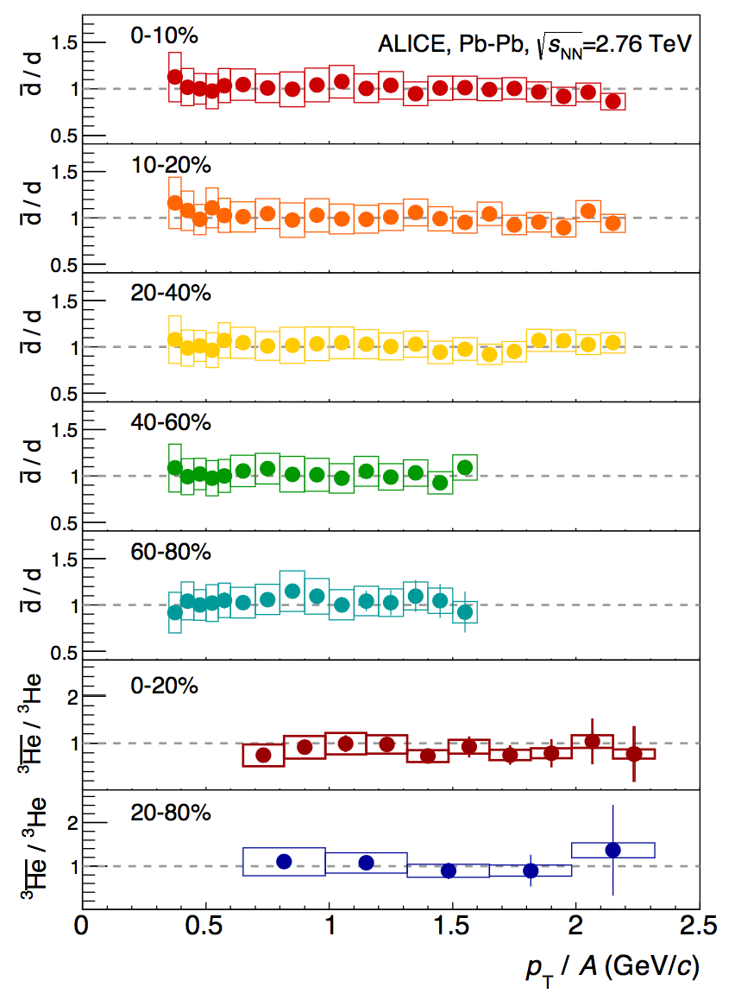 0-10%
ALICE, Pb-Pb, √sNN=2.76 TeV
1.5
1
0.5
d̅ / d
10-20%
1.5
1
0.5
d̅ / d
20-40%
1.5
1
0.5
d̅ / d
40-60%
1.5
1
0.5
d̅ / d
60-80%
1.5
1
0.5
d̅ / d
0-20%
2
1
³H̅e̅ / ³He
20-80%
2
1
³H̅e̅ / ³He
0 0.5 1 1.5 2 2.5
pT / A (GeV/c)